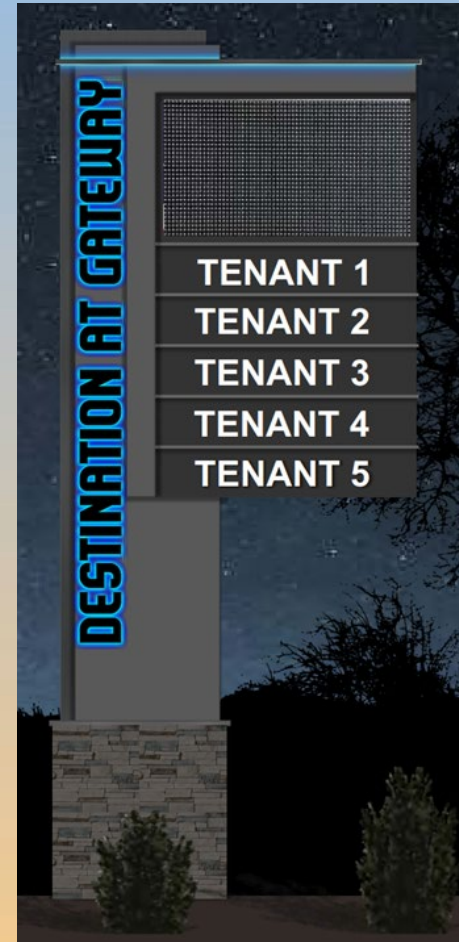 DESTINATION AT GATEWAY
TENANT 1
TENANT 2
TENANT 3
TENANT 4
TENANT 5